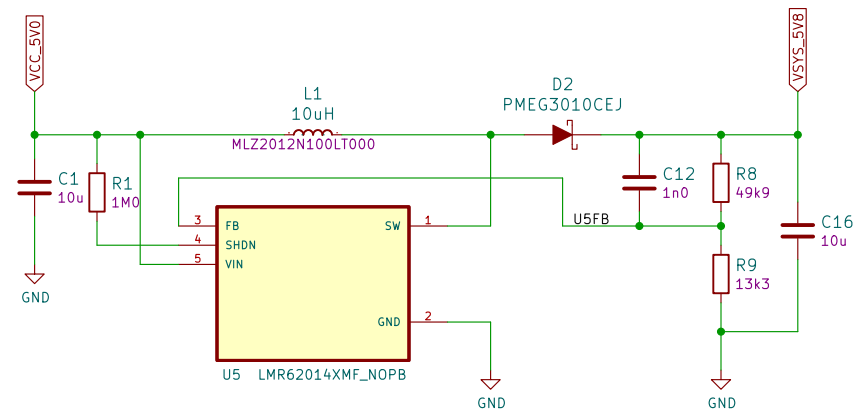 VCC_5V0
VSYS_5V8
L1
10uH
MLZ2012N100LT000
D2
PMEG3010CEJ
C1
10u
R1
1M0
C12
1n0
R8
49k9
U5FB
C16
10u
R9
13k3
3
FB
SW
1
4
SHDN
5
VIN
GND
2
U5
LMR62014XMF_NOPB
GND
GND
GND